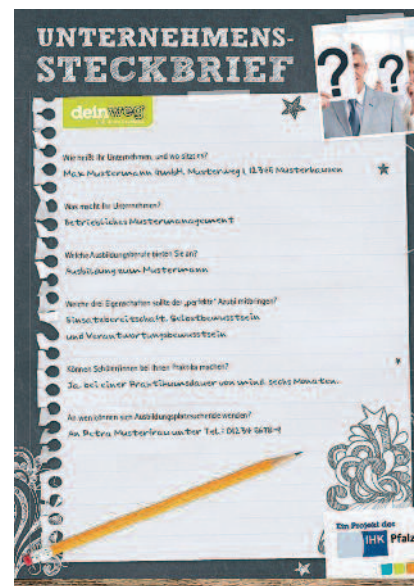 UNTERNEHMENS-
STECKBRIEF
? ?
dein weg
Wie heißt Ihr Unternehmen, und wo sitzt es?
Max Mustermann GmbH, Musterweg 1, 12345 Musterhausen
Was macht Ihr Unternehmen?
Betriebliches Mustermanagement
Welche Ausbildungsberufe bieten Sie an?
Ausbildung zum Mustermann
Welche drei Eigenschaften sollte der „perfekte“ Azubi mitbringen?
Einsatzbereitschaft, Selbstbewusstsein
und Verantwortungsbewusstsein
Können SchülerInnen bei Ihnen Praktika machen?
Ja, bei einer Praktikumsdauer von mind. sechs Monaten.
An wen können sich Ausbildungsplatzsuchende wenden?
An Petra Musterfrau unter Tel.: 01234 5678-9
Ein Projekt der
IHK Pfalz